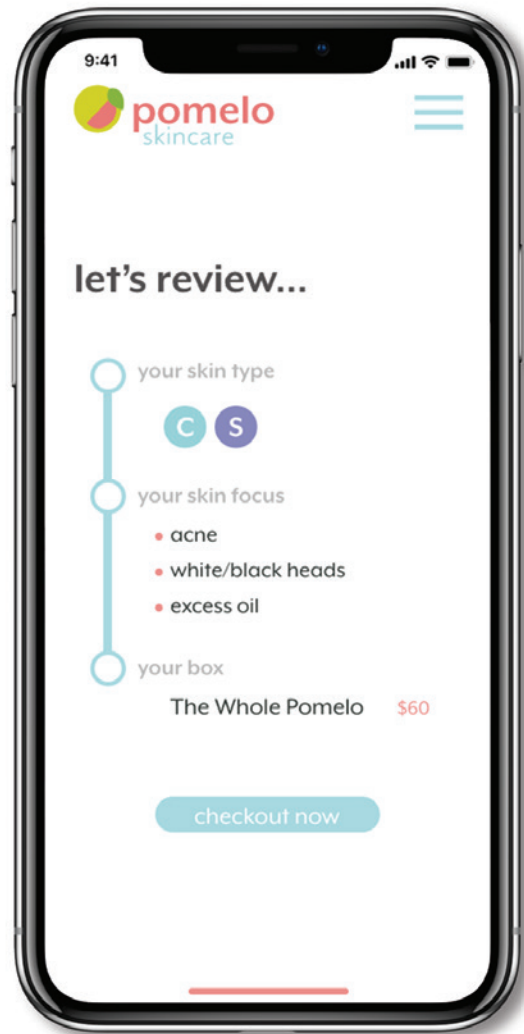 9:41
pomelo
skincare
let's review...
your skin type
C S
your skin focus
• acne
• white/black heads
• excess oil
your box
The Whole Pomelo $60
checkout now